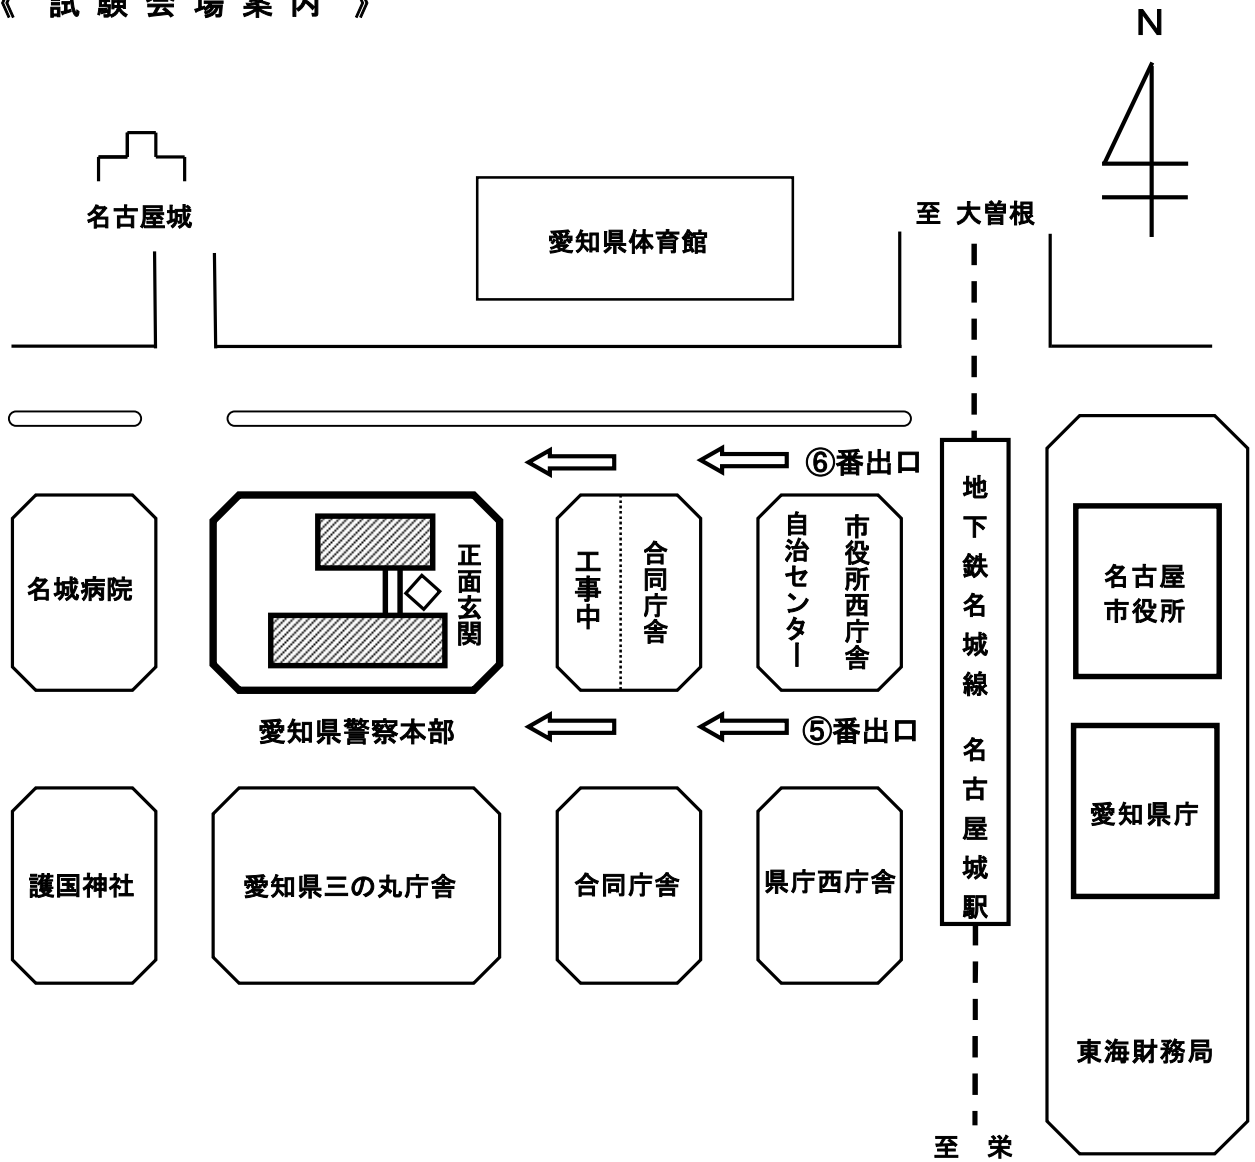 《 試験会場案内 》
N
名古屋城
愛知県体育館
至 大曽根
⑥番出口
地下鉄名城線 名古屋城駅
名城病院
正面玄関
工事中
合同庁舎
市役所西庁舎
自治センター
名古屋
市役所
愛知県警察本部
⑤番出口
愛知県庁
護国神社
愛知県三の丸庁舎
合同庁舎
県庁西庁舎
東海財務局
至 栄